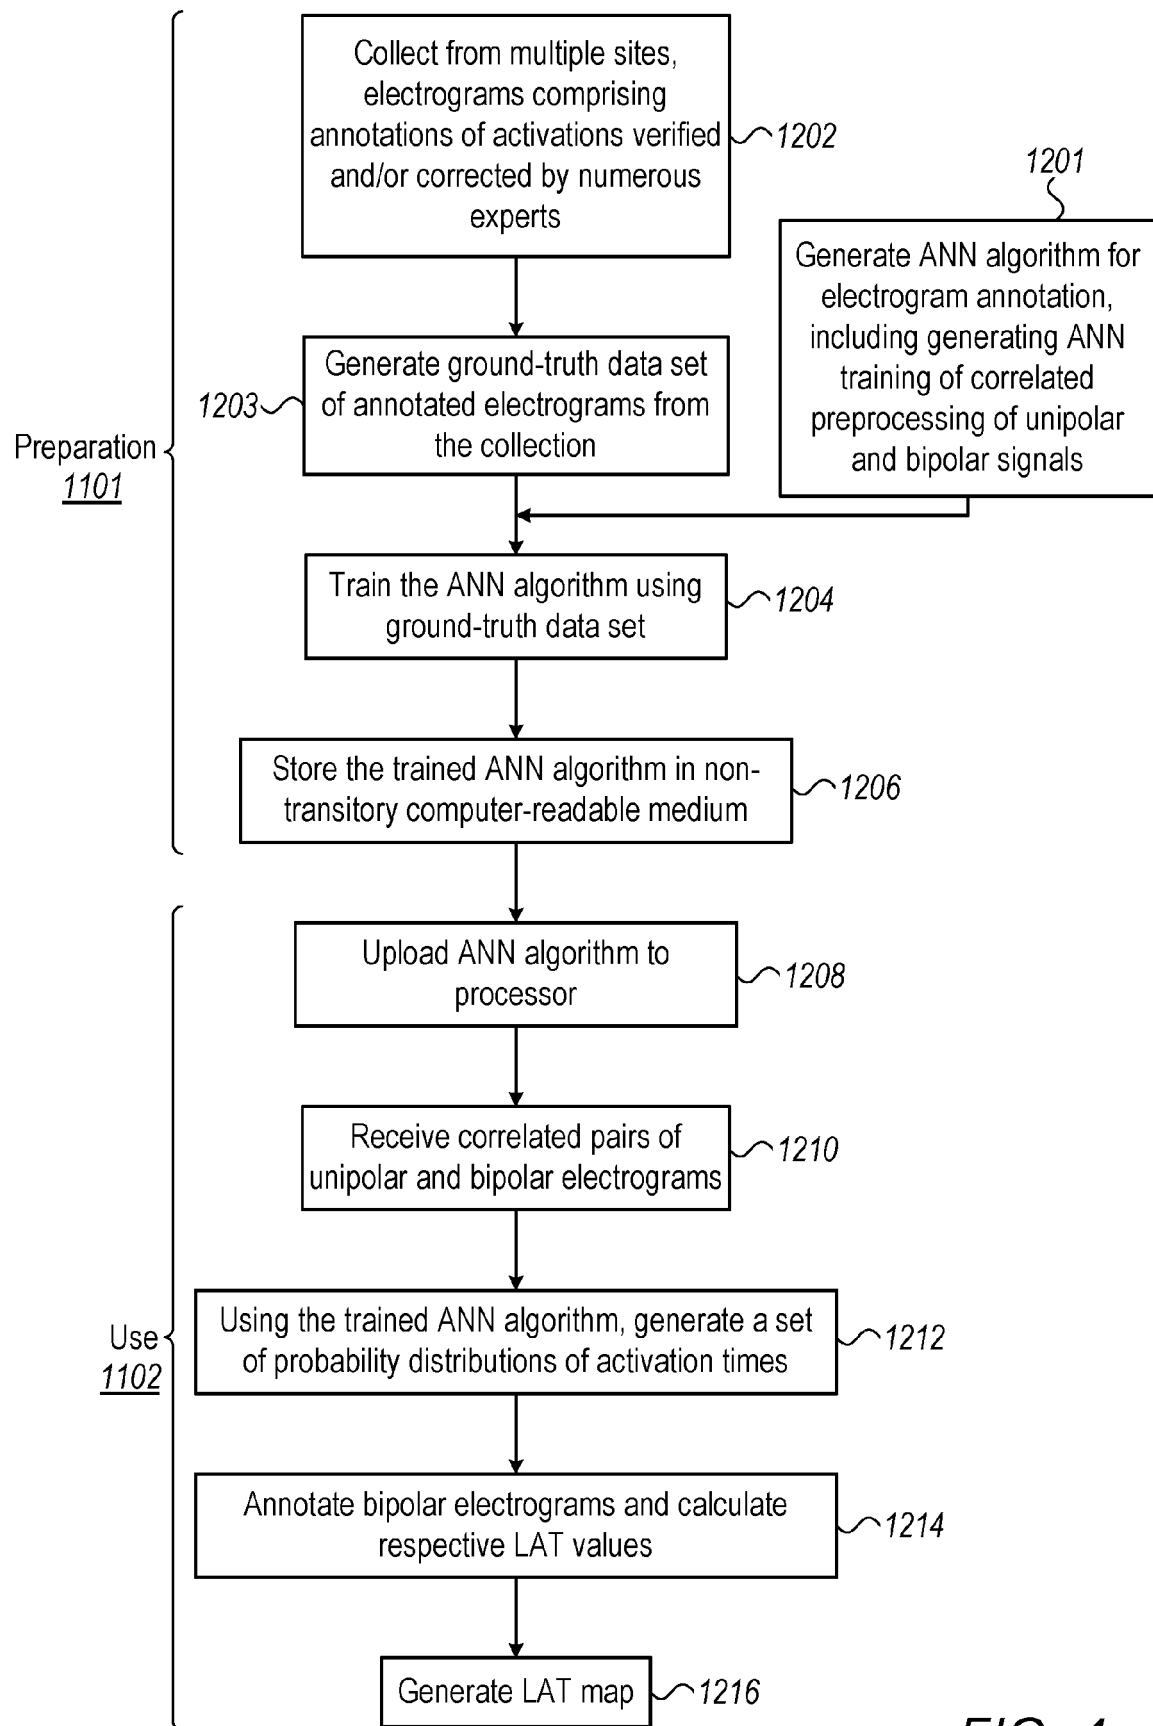 Collect from multiple sites,
electrograms comprising
annotations of activations verified
and/or corrected by numerous
experts
1202
1201
Generate ANN algorithm for
electrogram annotation,
including generating ANN
training of correlated
preprocessing of unipolar
and bipolar signals
Generate ground-truth data set
of annotated electrograms from
the collection
1203
Preparation
1101
Train the ANN algorithm using
ground-truth data set
1204
Store the trained ANN algorithm in non-
transitory computer-readable medium
1206
Upload ANN algorithm to
processor
1208
Receive correlated pairs of
unipolar and bipolar electrograms
1210
Using the trained ANN algorithm, generate a set
of probability distributions of activation times
1212
Use
1102
Annotate bipolar electrograms and calculate
respective LAT values
1214
Generate LAT map
1216